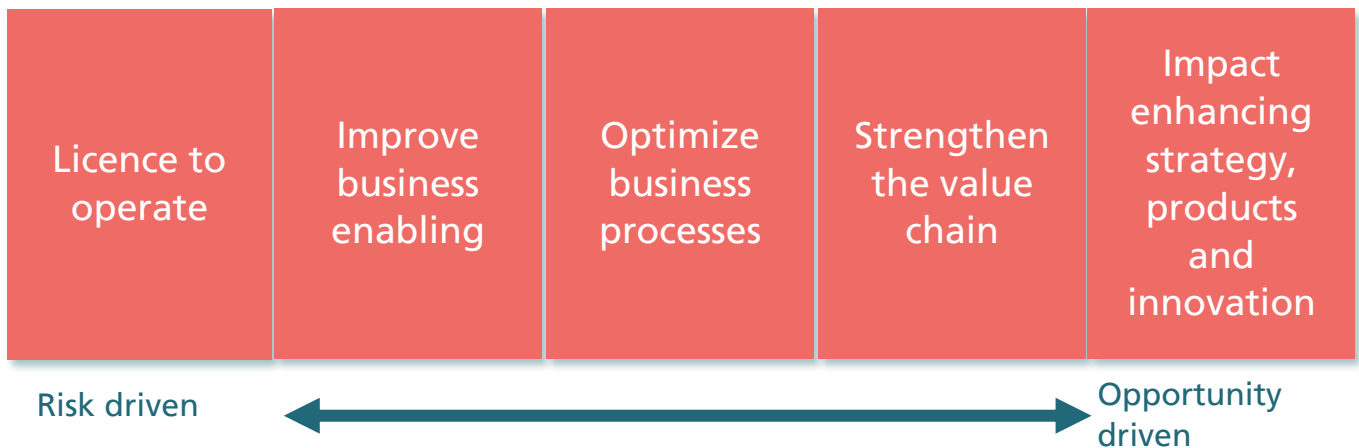 Licence to
operate
Improve
business
enabling
Optimize
business
processes
Strengthen
the value
chain
Impact
enhancing
strategy,
products
and
innovation
Risk driven
Opportunity
driven